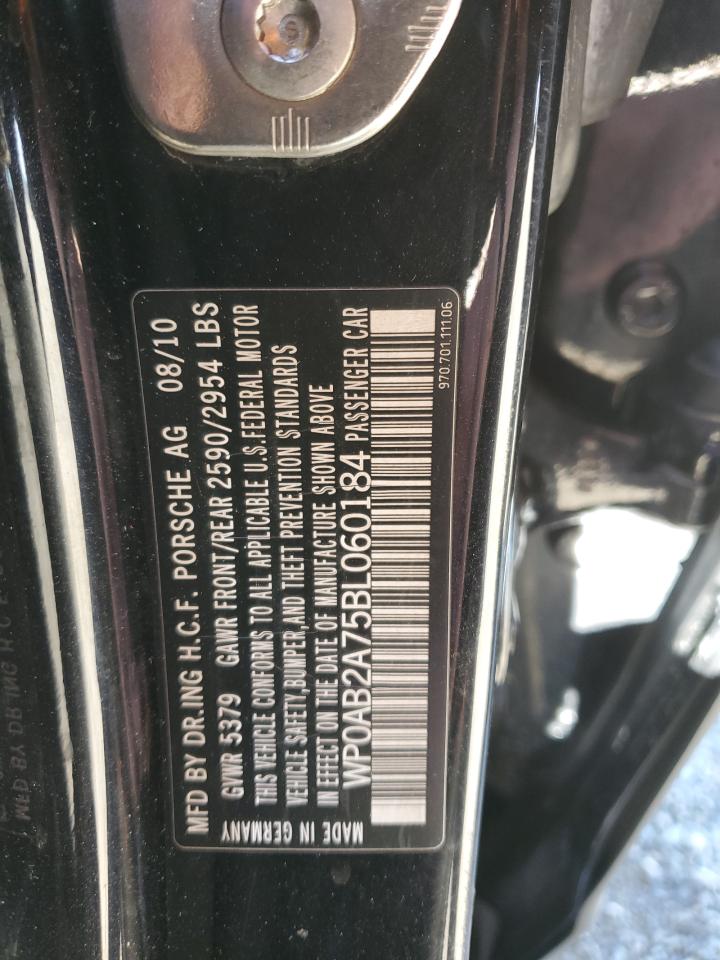 MFD BY DR.ING H.C.F. PORSCHE AG 08/10
GVWR 5379 GAWR FRONT/REAR 2590/2954 LBS
THIS VEHICLE CONFORMS TO ALL APPLICABLE U.S.FEDERAL MOTOR
VEHICLE SAFETY,BUMPER,AND THEFT PREVENTION STANDARDS
IN EFFECT ON THE DATE OF MANUFACTURE SHOWN ABOVE
WP0AB2A75BL060184 PASSENGER CAR
MADE IN GERMANY
970.701.111.06